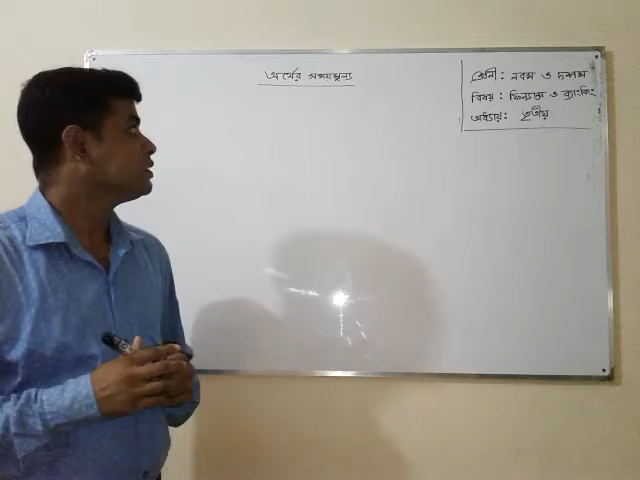 অর্থের সময়মূল্য
শ্রেনী : নবম ও দশম
বিষয় : ফিন্যান্স ও ব্যাংকিং
অধ্যায় : তৃতীয়